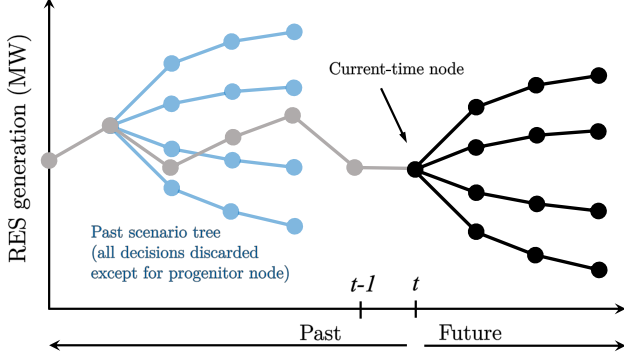 RES generation (MW)
Current-time node
Past scenario tree
(all decisions discarded
except for progenitor node)
t-1
t
Past
Future